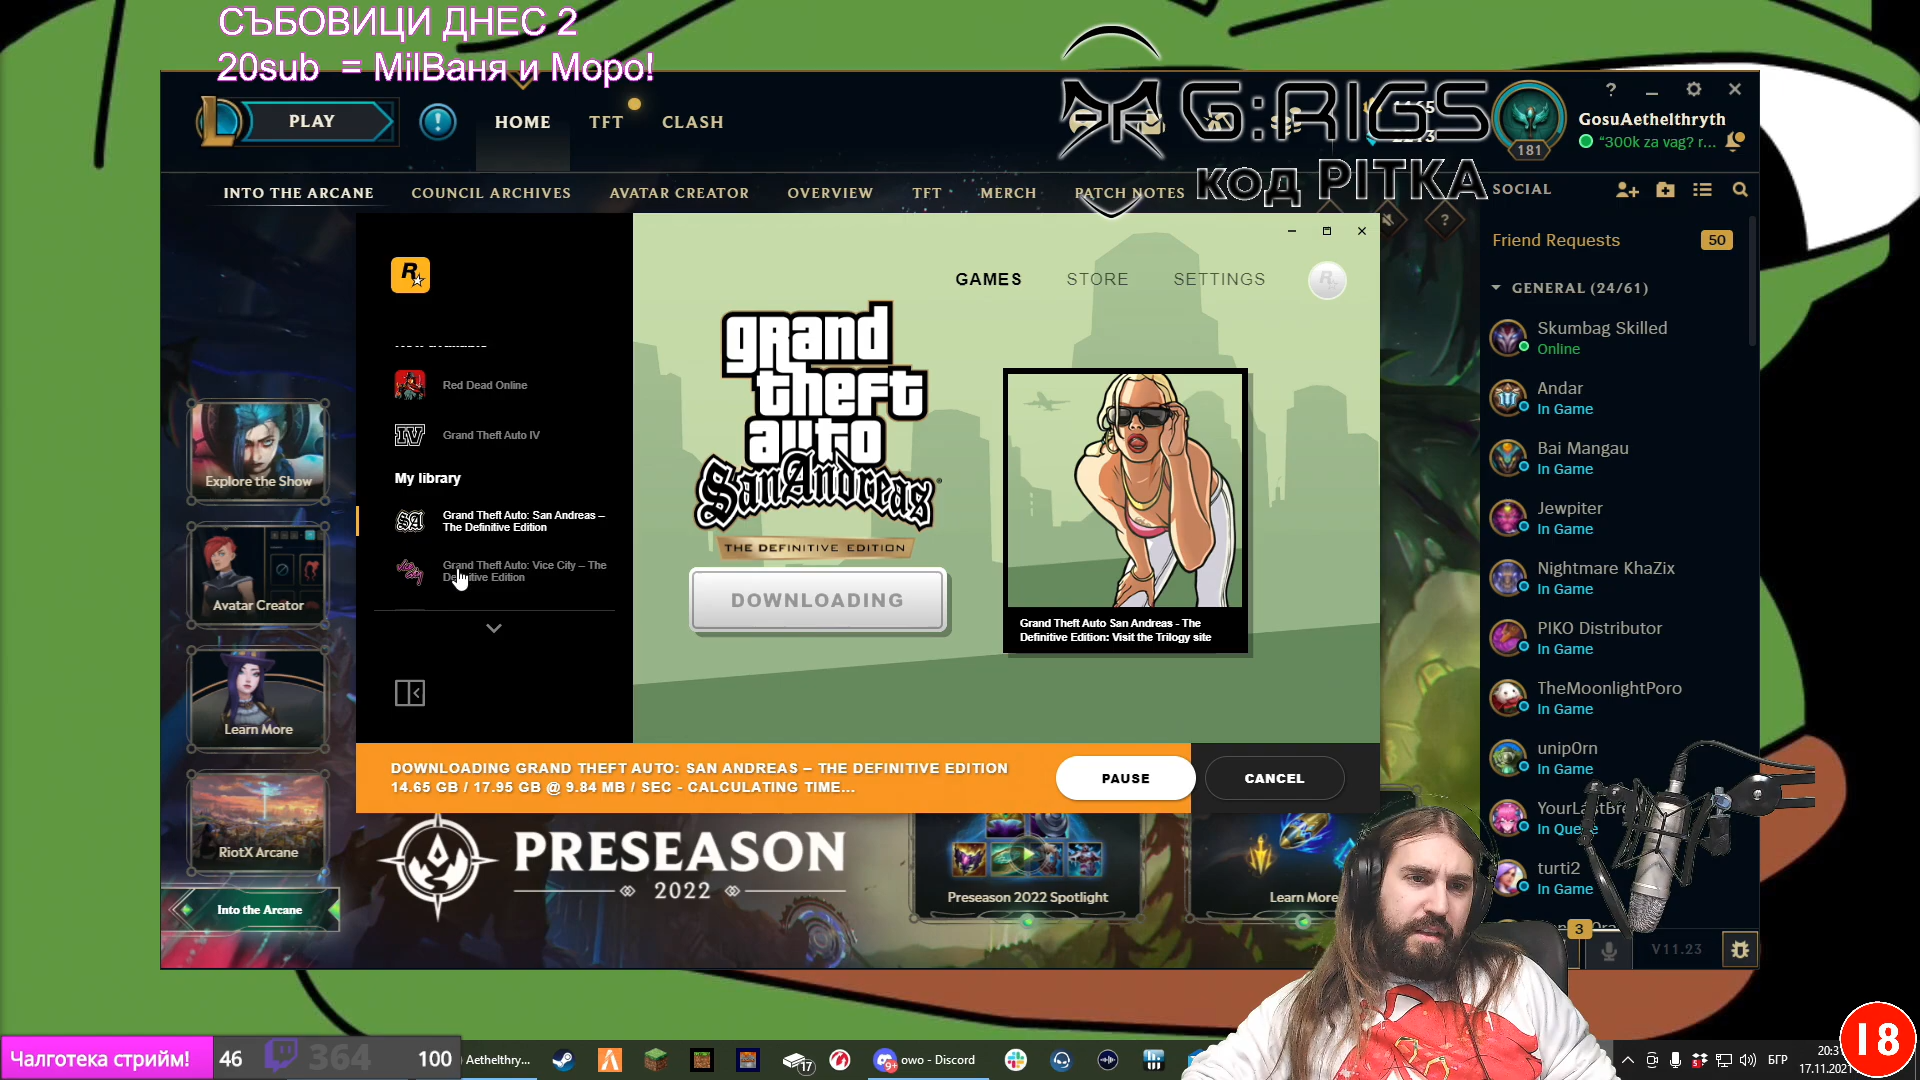 СЪБОВИЦИ ДНЕС 2
20sub = MilВаня и Моро!
PLAY
HOME
TFT
CLASH
G:RIGS
код PITKA
GosuAethelthryth
"300k za vag? r...
181
INTO THE ARCANE
COUNCIL ARCHIVES
AVATAR CREATOR
OVERVIEW
TFT
MERCH
PATCH NOTES
SOCIAL
Friend Requests
50
GENERAL (24/61)
Skumbag Skilled
Online
Andar
In Game
Bai Mangau
In Game
Jewpiter
In Game
Nightmare KhaZix
In Game
PIKO Distributor
In Game
TheMoonlightPoro
In Game
unip0rn
In Game
In Queue
turti2
In Game
3
V11.23
Explore the Show
Avatar Creator
Learn More
RiotX Arcane
Into the Arcane
Red Dead Online
Grand Theft Auto IV
My library
Grand Theft Auto: San Andreas –
The Definitive Edition
Grand Theft Auto: Vice City – The
Definitive Edition
GAMES
STORE
SETTINGS
grand
theft
auto
San Andreas
THE DEFINITIVE EDITION
DOWNLOADING
Grand Theft Auto San Andreas - The
Definitive Edition: Visit the Trilogy site
DOWNLOADING GRAND THEFT AUTO: SAN ANDREAS – THE DEFINITIVE EDITION
14.65 GB / 17.95 GB @ 9.84 MB / SEC - CALCULATING TIME...
PAUSE
CANCEL
PRESEASON
2022
Preseason 2022 Spotlight
Learn More
Чалготека стрийм!
46
364
100
Aethelthry...
17
9+
owo - Discord
БГР
17.11.2021
18